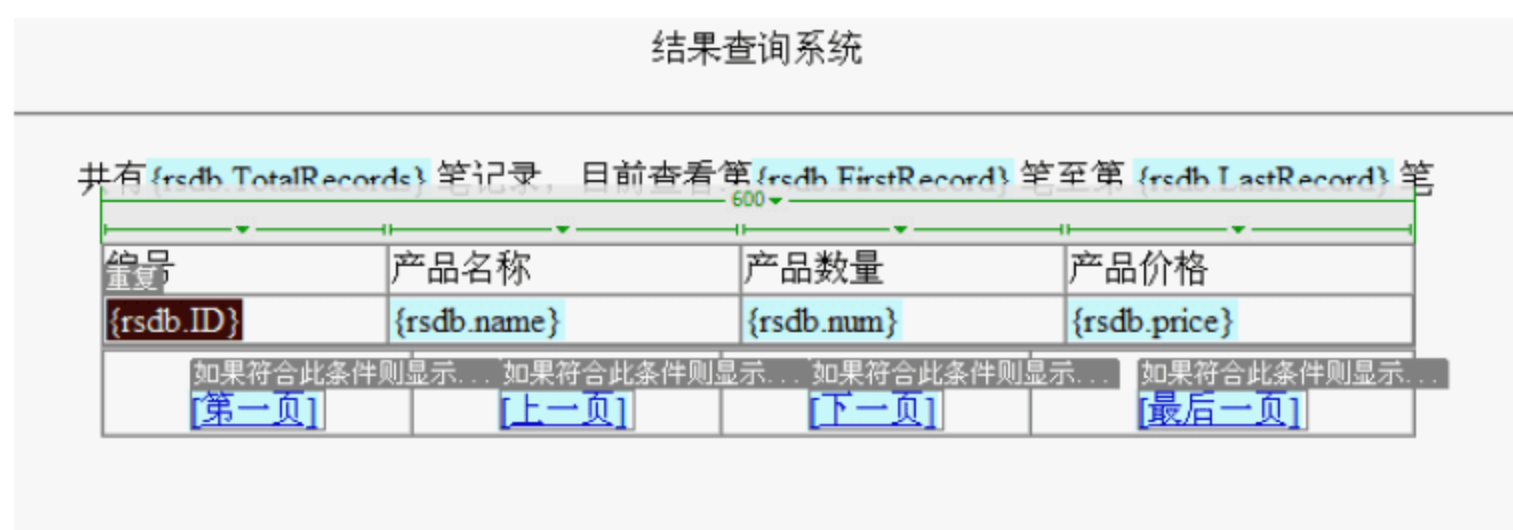 结果查询系统
共有{rsdb.TotalRecords} 笔记录，目前查看第{rsdb.FirstRecord} 笔至第 {rsdb.LastRecord} 笔
600
编号 产品名称 产品数量 产品价格
重复
{rsdb.ID} {rsdb.name} {rsdb.num} {rsdb.price}
如果符合此条件则显示... 如果符合此条件则显示... 如果符合此条件则显示... 如果符合此条件则显示...
[第一页] [上一页] [下一页] [最后一页]